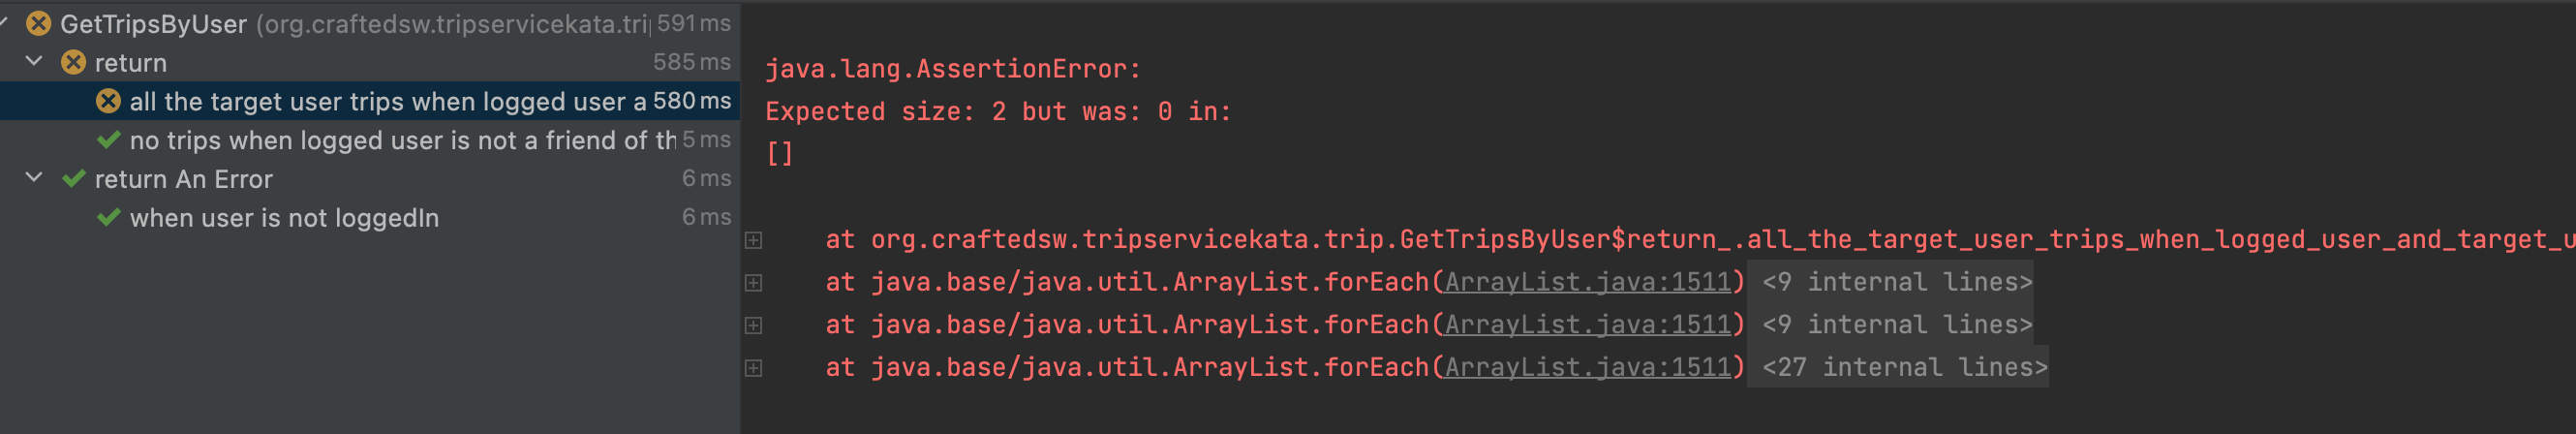 GetTripsByUser (org.craftedsw.tripservicekata.tri 591 ms
return 585 ms
all the target user trips when logged user a 580 ms
no trips when logged user is not a friend of th 5 ms
return An Error 6 ms
when user is not loggedIn 6 ms
java.lang.AssertionError:
Expected size: 2 but was: 0 in:
[]
at org.craftedsw.tripservicekata.trip.GetTripsByUser$return_.all_the_target_user_trips_when_logged_user_and_target_u
at java.base/java.util.ArrayList.forEach(ArrayList.java:1511) <9 internal lines>
at java.base/java.util.ArrayList.forEach(ArrayList.java:1511) <9 internal lines>
at java.base/java.util.ArrayList.forEach(ArrayList.java:1511) <27 internal lines>